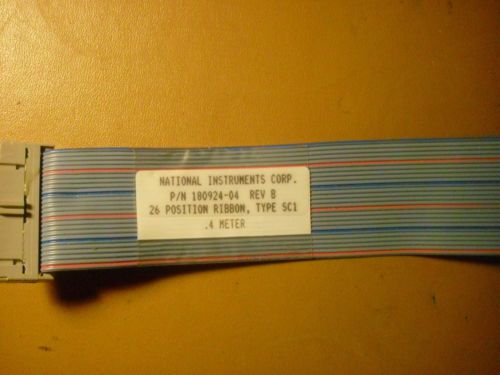 NATIONAL INSTRUMENTS CORP.
P/N 180924-04 REV B
26 POSITION RIBBON, TYPE SC1
.4 METER